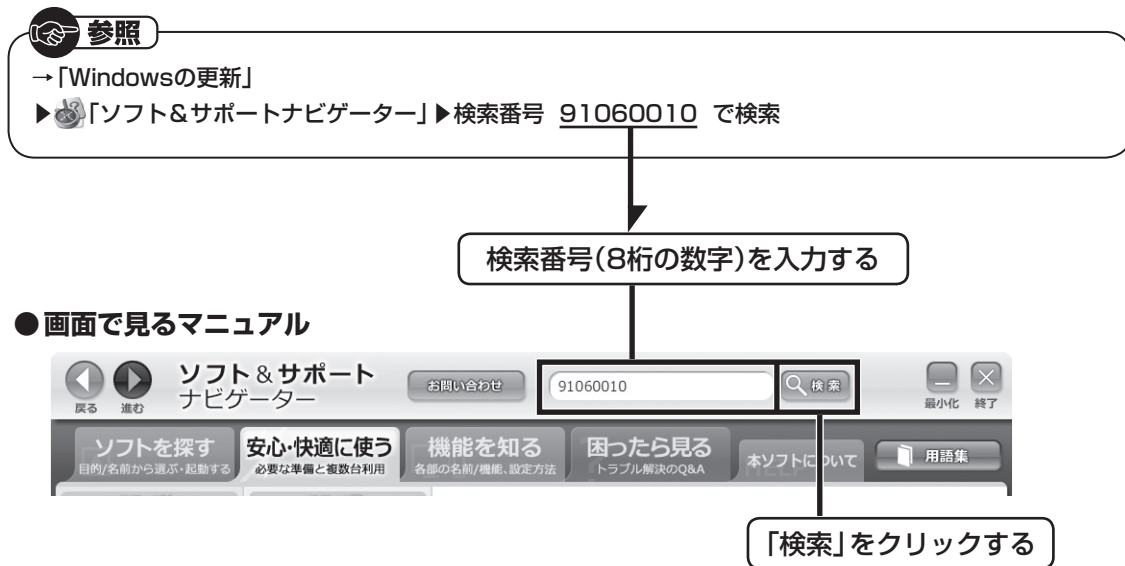 参照
→「Windowsの更新」
▶「ソフト&サポートナビゲーター」▶検索番号 91060010 で検索
検索番号(8桁の数字)を入力する
●画面で見るマニュアル
戻る 進む
ソフト&サポート
ナビゲーター
お問い合わせ
91060010
検索
最小化 終了
ソフトを探す
目的/名前から選ぶ・起動する
安心・快適に使う
必要な準備と複数台利用
機能を知る
各部の名前/機能、設定方法
困ったら見る
トラブル解決のQ&A
本ソフトについて
用語集
「検索」をクリックする